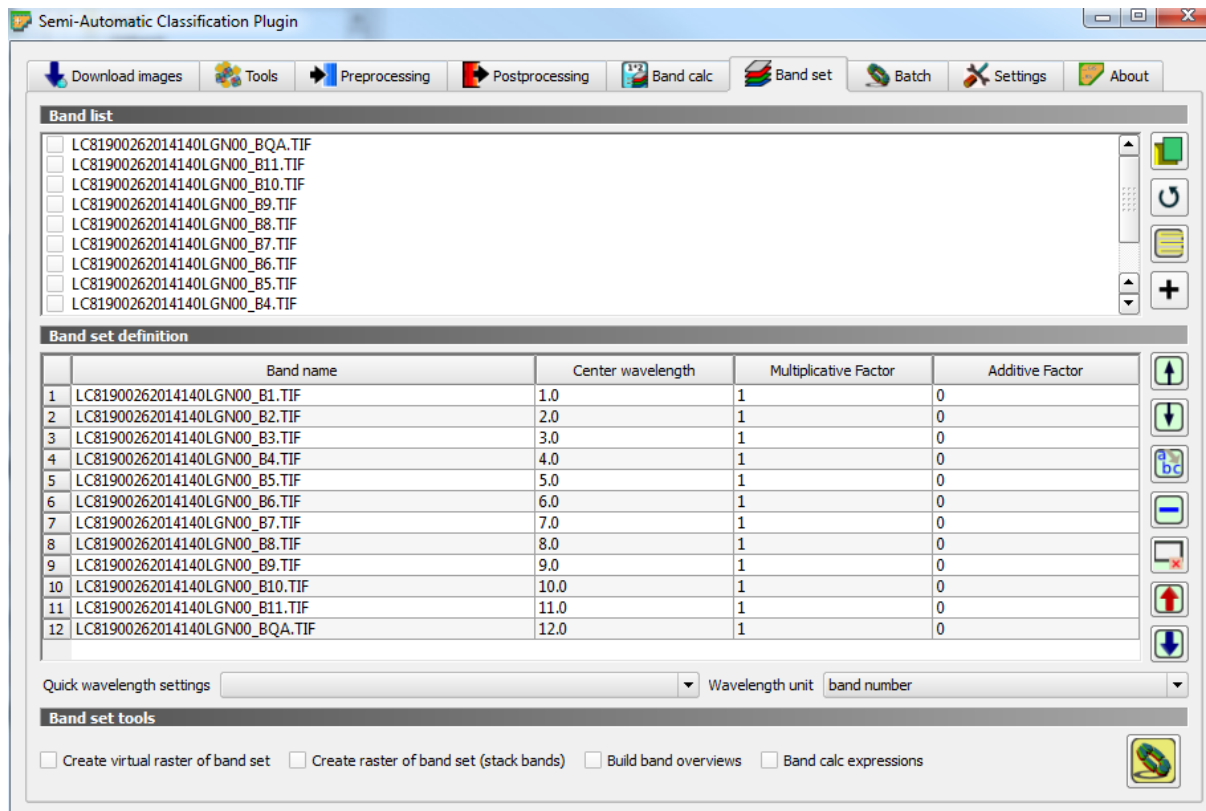 Semi-Automatic Classification Plugin
Download images Tools Preprocessing Postprocessing Band calc Band set Batch Settings About
Band list
LC81900262014140LGN00_BQA.TIF
LC81900262014140LGN00_B11.TIF
LC81900262014140LGN00_B10.TIF
LC81900262014140LGN00_B9.TIF
LC81900262014140LGN00_B8.TIF
LC81900262014140LGN00_B7.TIF
LC81900262014140LGN00_B6.TIF
LC81900262014140LGN00_B5.TIF
LC81900262014140LGN00_B4.TIF
Band set definition
Band name Center wavelength Multiplicative Factor Additive Factor
1 LC81900262014140LGN00_B1.TIF 1.0 1 0
2 LC81900262014140LGN00_B2.TIF 2.0 1 0
3 LC81900262014140LGN00_B3.TIF 3.0 1 0
4 LC81900262014140LGN00_B4.TIF 4.0 1 0
5 LC81900262014140LGN00_B5.TIF 5.0 1 0
6 LC81900262014140LGN00_B6.TIF 6.0 1 0
7 LC81900262014140LGN00_B7.TIF 7.0 1 0
8 LC81900262014140LGN00_B8.TIF 8.0 1 0
9 LC81900262014140LGN00_B9.TIF 9.0 1 0
10 LC81900262014140LGN00_B10.TIF 10.0 1 0
11 LC81900262014140LGN00_B11.TIF 11.0 1 0
12 LC81900262014140LGN00_BQA.TIF 12.0 1 0
Quick wavelength settings Wavelength unit band number
Band set tools
Create virtual raster of band set Create raster of band set (stack bands) Build band overviews Band calc expressions